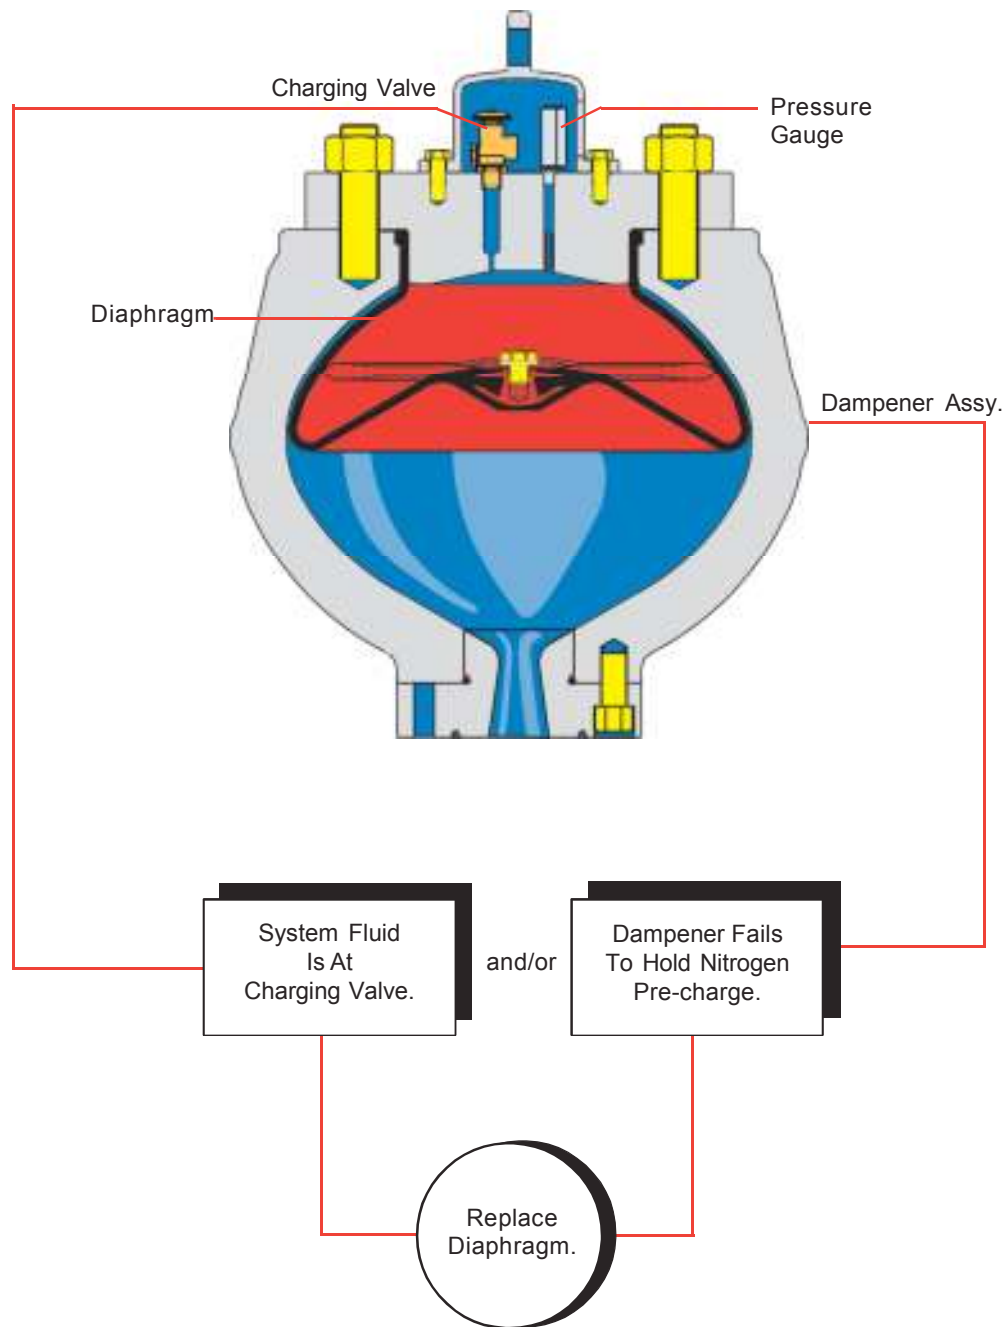 Charging Valve
Pressure
Gauge
Diaphragm
Dampener Assy.
System Fluid
Is At
Charging Valve.
and/or
Dampener Fails
To Hold Nitrogen
Pre-charge.
Replace
Diaphragm.